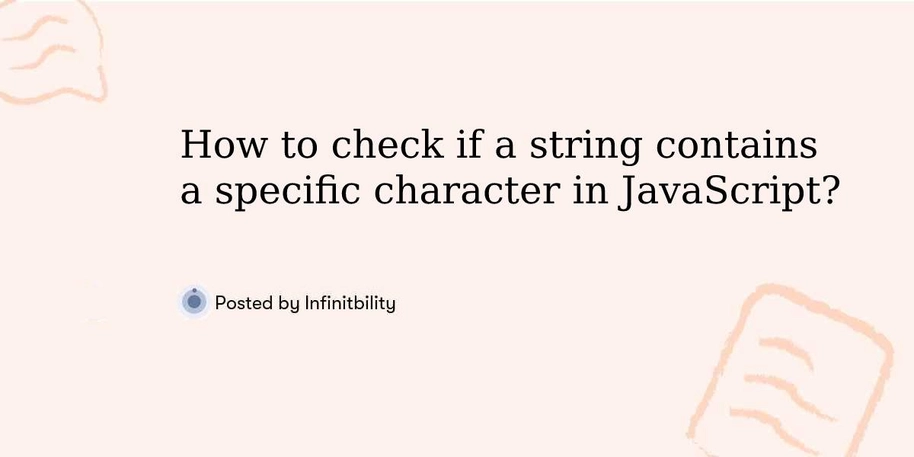 How to check if a string contains
a specific character in JavaScript?
Posted by Infinitbility